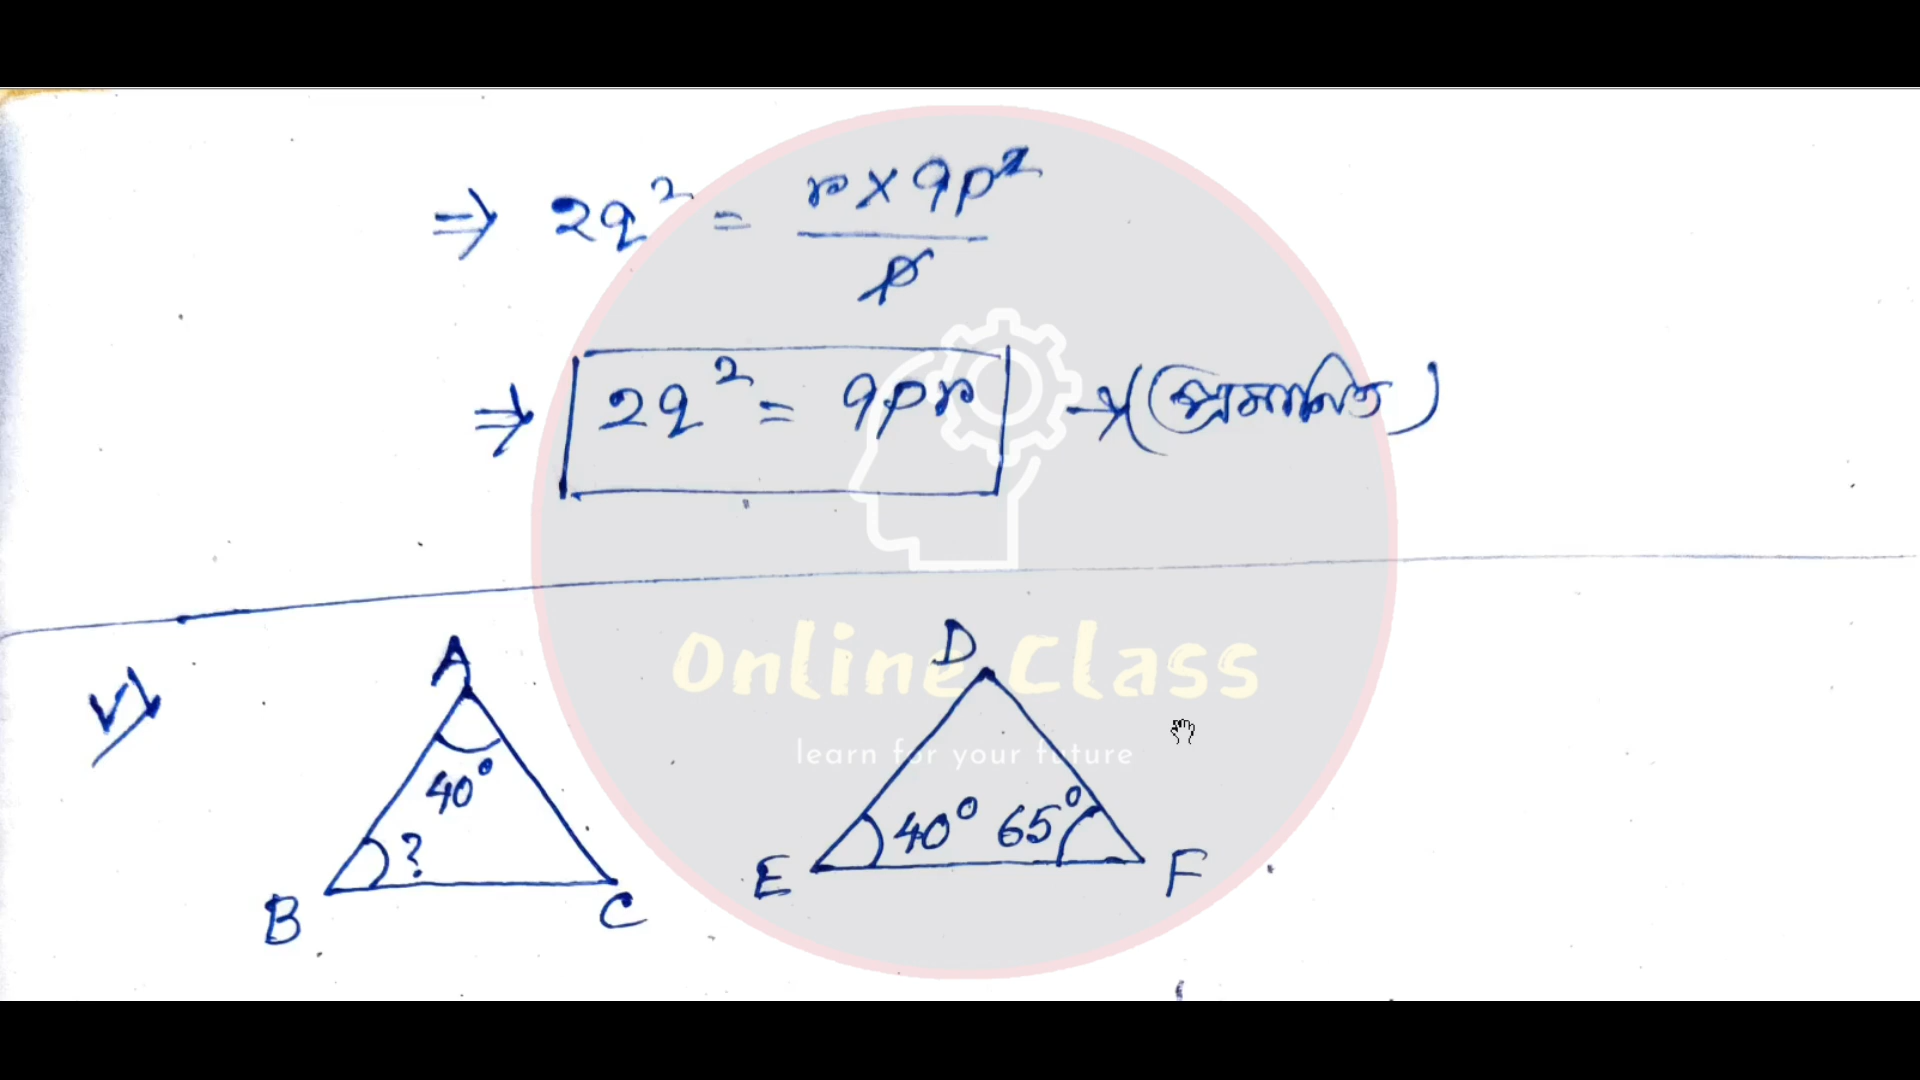 ⇒ 2q² = r × 9p² / p
⇒ 2q² = 9pr → (প্রমাণিত)
Online Class
learn for your future
V)
A
D
40°
?
40° 65°
B
C
E
F